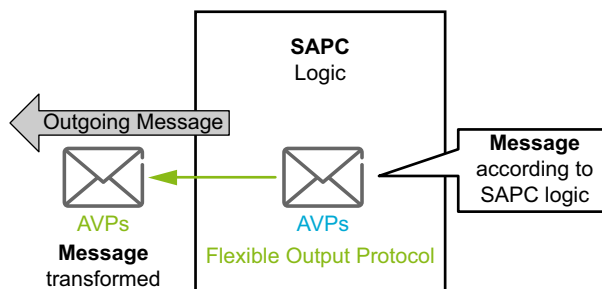 SAPC
Logic
Outgoing Message
Message
according to
SAPC logic
AVPs
AVPs
Message
transformed
Flexible Output Protocol